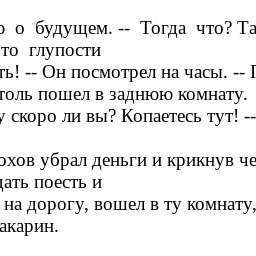 о будущем. -- Тогда что? Та
то глупости
ть! -- Он посмотрел на часы. --
толь пошел в заднюю комнату.
у скоро ли вы? Копаетесь тут! --
охов убрал деньги и крикнув че
дать поесть и
на дорогу, вошел в ту комнату,
акарин.